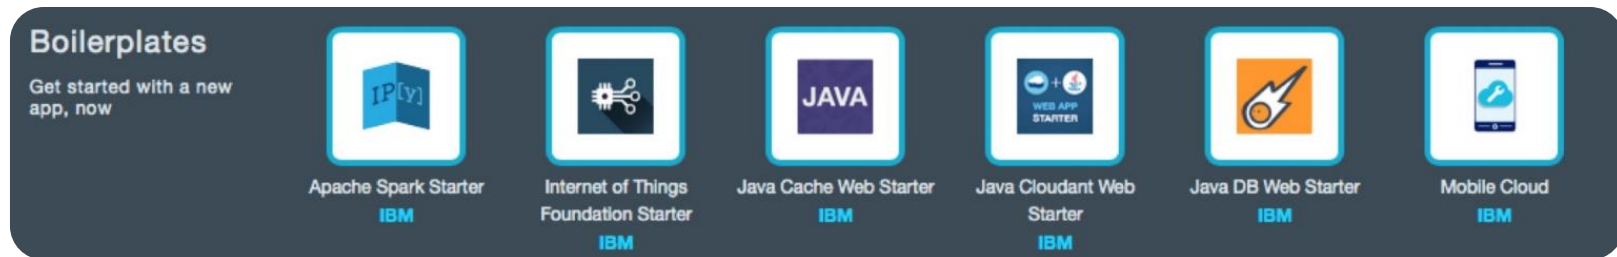 Boilerplates
Get started with a new
app, now
IP[y]
JAVA
+
WEB APP
STARTER
Apache Spark Starter
IBM
Internet of Things
Foundation Starter
IBM
Java Cache Web Starter
IBM
Java Cloudant Web
Starter
IBM
Java DB Web Starter
IBM
Mobile Cloud
IBM